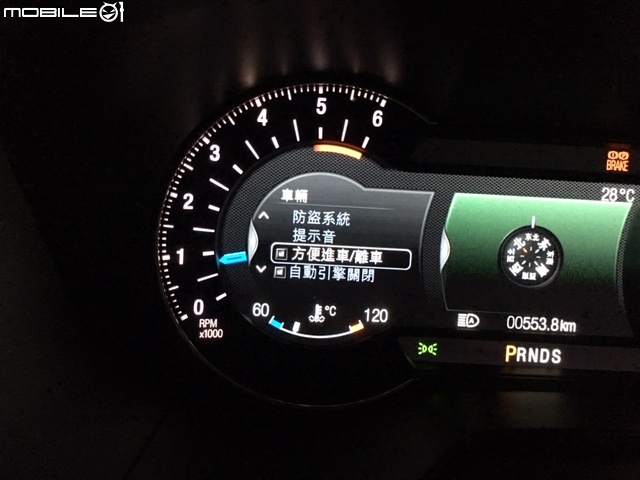 MOBILE01
6
5
4
3
2
1
0
RPM
x1000
車輛
防盜系統
提示音
方便進車/離車
自動引擎關閉
60 °C 120
BRAKE
28°C
00553.8km
PRNDS